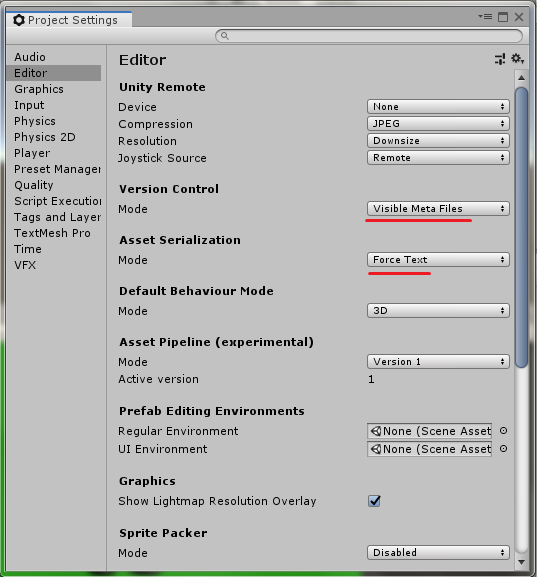 Project Settings
Audio
Editor
Graphics
Input
Physics
Physics 2D
Player
Preset Manager
Quality
Script Execution
Tags and Layer
TextMesh Pro
Time
VFX
Editor
Unity Remote
Device None
Compression JPEG
Resolution Downsize
Joystick Source Remote
Version Control
Mode Visible Meta Files
Asset Serialization
Mode Force Text
Default Behaviour Mode
Mode 3D
Asset Pipeline (experimental)
Mode Version 1
Active version 1
Prefab Editing Environments
Regular Environment None (Scene Asset
UI Environment None (Scene Asset
Graphics
Show Lightmap Resolution Overlay
Sprite Packer
Mode Disabled